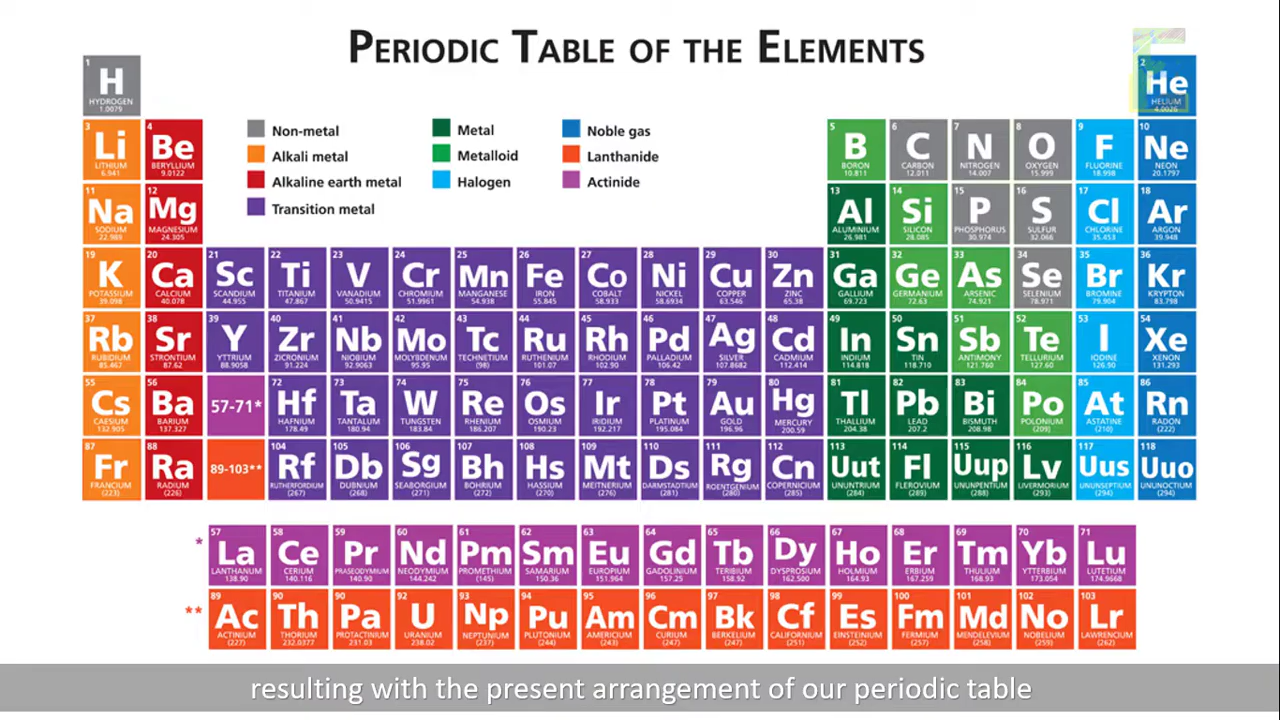 PERIODIC TABLE OF THE ELEMENTS
1 H HYDROGEN 1.0079
2 He HELIUM 4.0026
Non-metal
Alkali metal
Alkaline earth metal
Transition metal
Metal
Metalloid
Halogen
Noble gas
Lanthanide
Actinide
3 Li LITHIUM 6.941
4 Be BERYLLIUM 9.0122
5 B BORON 10.811
6 C CARBON 12.011
7 N NITROGEN 14.007
8 O OXYGEN 15.999
9 F FLUORINE 18.998
10 Ne NEON 20.1797
11 Na SODIUM 22.989
12 Mg MAGNESIUM 24.305
13 Al ALUMINIUM 26.981
14 Si SILICON 28.085
15 P PHOSPHORUS 30.974
16 S SULFUR 32.066
17 Cl CHLORINE 35.453
18 Ar ARGON 39.948
19 K POTASSIUM 39.098
20 Ca CALCIUM 40.078
21 Sc SCANDIUM 44.955
22 Ti TITANIUM 47.867
23 V VANADIUM 50.9415
24 Cr CHROMIUM 51.9961
25 Mn MANGANESE 54.938
26 Fe IRON 55.845
27 Co COBALT 58.933
28 Ni NICKEL 58.6934
29 Cu COPPER 63.546
30 Zn ZINC 65.38
31 Ga GALLIUM 69.723
32 Ge GERMANIUM 72.63
33 As ARSENIC 74.921
34 Se SELENIUM 78.971
35 Br BROMINE 79.904
36 Kr KRYPTON 83.798
37 Rb RUBIDIUM 85.467
38 Sr STRONTIUM 87.62
39 Y YTTRIUM 88.9058
40 Zr ZICRONIUM 91.224
41 Nb NIOBIUM 92.9063
42 Mo MOLYBDENUM 95.95
43 Tc TECHNETIUM (98)
44 Ru RUTHENIUM 101.07
45 Rh RHODIUM 102.90
46 Pd PALLADIUM 106.42
47 Ag SILVER 107.8682
48 Cd CADMIUM 112.414
49 In INDIUM 114.818
50 Sn TIN 118.710
51 Sb ANTIMONY 121.760
52 Te TELLURIUM 127.60
53 I IODINE 126.90
54 Xe XENON 131.293
55 Cs CAESIUM 132.905
56 Ba BARIUM 137.327
57-71*
72 Hf HAFNIUM 178.49
73 Ta TANTALUM 180.94
74 W TUNGSTEN 183.84
75 Re RHENIUM 186.207
76 Os OSMIUM 190.23
77 Ir IRIDIUM 192.217
78 Pt PLATINUM 195.084
79 Au GOLD 196.96
80 Hg MERCURY 200.59
81 Tl THALLIUM 204.38
82 Pb LEAD 207.2
83 Bi BISMUTH 208.98
84 Po POLONIUM (209)
85 At ASTATINE (210)
86 Rn RADON (222)
87 Fr FRANCIUM (223)
88 Ra RADIUM (226)
89-103**
104 Rf RUTHERFORDIUM (267)
105 Db DUBNIUM (268)
106 Sg SEABORGIUM (271)
107 Bh BOHRIUM (272)
108 Hs HASSIUM (270)
109 Mt MEITNERIUM (276)
110 Ds DARMSTADTIUM (281)
111 Rg ROENTGENIUM (280)
112 Cn COPERNICIUM (285)
113 Uut UNUNTRIUM (284)
114 Fl FLEROVIUM (289)
115 Uup UNUNPENTIUM (288)
116 Lv LIVERMORIUM (293)
117 Uus UNUNSEPTIUM (294)
118 Uuo UNUNOCTIUM (294)
*
57 La LANTHANUM 138.90
58 Ce CERIUM 140.116
59 Pr PRASEODYMIUM 140.90
60 Nd NEODYMIUM 144.242
61 Pm PROMETHIUM (145)
62 Sm SAMARIUM 150.36
63 Eu EUROPIUM 151.964
64 Gd GADOLINIUM 157.25
65 Tb TERIBIUM 158.92
66 Dy DYSPROSIUM 162.500
67 Ho HOLMIUM 164.93
68 Er ERBIUM 167.259
69 Tm THULIUM 168.93
70 Yb YTTERBIUM 173.054
71 Lu LUTETIUM 174.9668
**
89 Ac ACTINIUM (227)
90 Th THORIUM 232.0377
90 Pa PROTACTINIUM 231.03
92 U URANIUM 238.02
93 Np NEPTUNIUM (237)
94 Pu PLUTONIUM (244)
95 Am AMERICIUM (243)
96 Cm CURIUM (247)
97 Bk BERKELIUM (247)
98 Cf CALIFORNIUM (251)
99 Es EINSTEINIUM (252)
100 Fm FERMIUM (257)
101 Md MENDELEVIUM (258)
102 No NOBELIUM (259)
103 Lr LAWRENCIUM (262)
resulting with the present arrangement of our periodic table